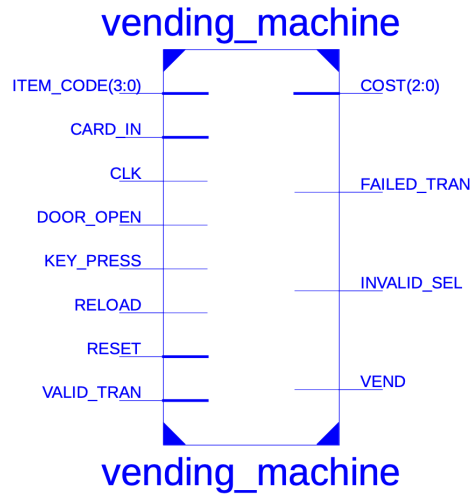 vending_machine
ITEM_CODE(3:0)
COST(2:0)
CARD_IN
CLK
FAILED_TRAN
DOOR_OPEN
KEY_PRESS
INVALID_SEL
RELOAD
RESET
VEND
VALID_TRAN
vending_machine